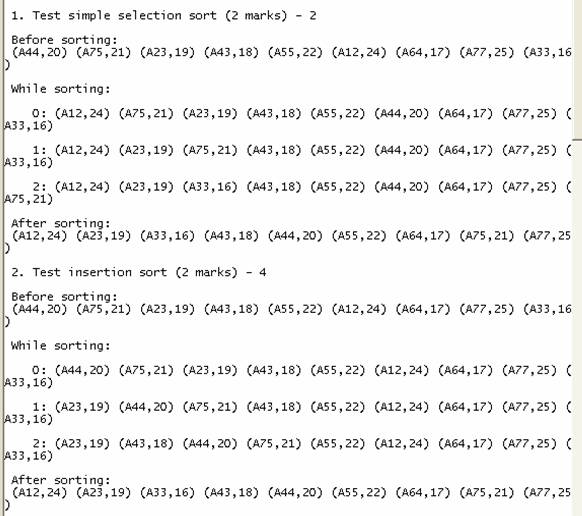 1. Test simple selection sort (2 marks) - 2
Before sorting:
(A44,20) (A75,21) (A23,19) (A43,18) (A55,22) (A12,24) (A64,17) (A77,25) (A33,16
)
While sorting:
0: (A12,24) (A75,21) (A23,19) (A43,18) (A55,22) (A44,20) (A64,17) (A77,25) (
A33,16)
1: (A12,24) (A23,19) (A75,21) (A43,18) (A55,22) (A44,20) (A64,17) (A77,25) (
A33,16)
2: (A12,24) (A23,19) (A33,16) (A43,18) (A55,22) (A44,20) (A64,17) (A77,25) (
A75,21)
After sorting:
(A12,24) (A23,19) (A33,16) (A43,18) (A44,20) (A55,22) (A64,17) (A75,21) (A77,25
)
2. Test insertion sort (2 marks) - 4
Before sorting:
(A44,20) (A75,21) (A23,19) (A43,18) (A55,22) (A12,24) (A64,17) (A77,25) (A33,16
)
While sorting:
0: (A44,20) (A75,21) (A23,19) (A43,18) (A55,22) (A12,24) (A64,17) (A77,25) (
A33,16)
1: (A23,19) (A44,20) (A75,21) (A43,18) (A55,22) (A12,24) (A64,17) (A77,25) (
A33,16)
2: (A23,19) (A43,18) (A44,20) (A75,21) (A55,22) (A12,24) (A64,17) (A77,25) (
A33,16)
After sorting:
(A12,24) (A23,19) (A33,16) (A43,18) (A44,20) (A55,22) (A64,17) (A75,21) (A77,25
)